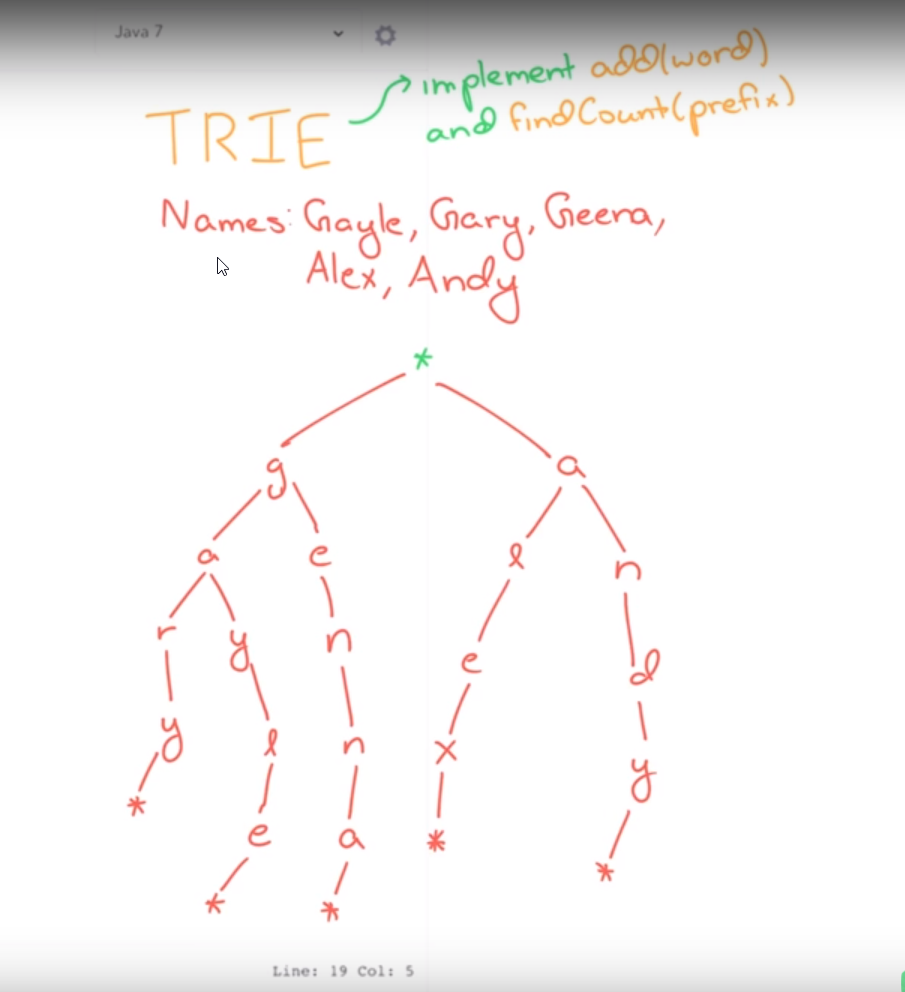 Java 7
implement add(word)
and findCount(prefix)
TRIE
Names: Gayle, Gary, Geena,
Alex, Andy
*
g a
a e l n
r y n e d
y l n x y
* e a * *
* *
Line: 19 Col: 5